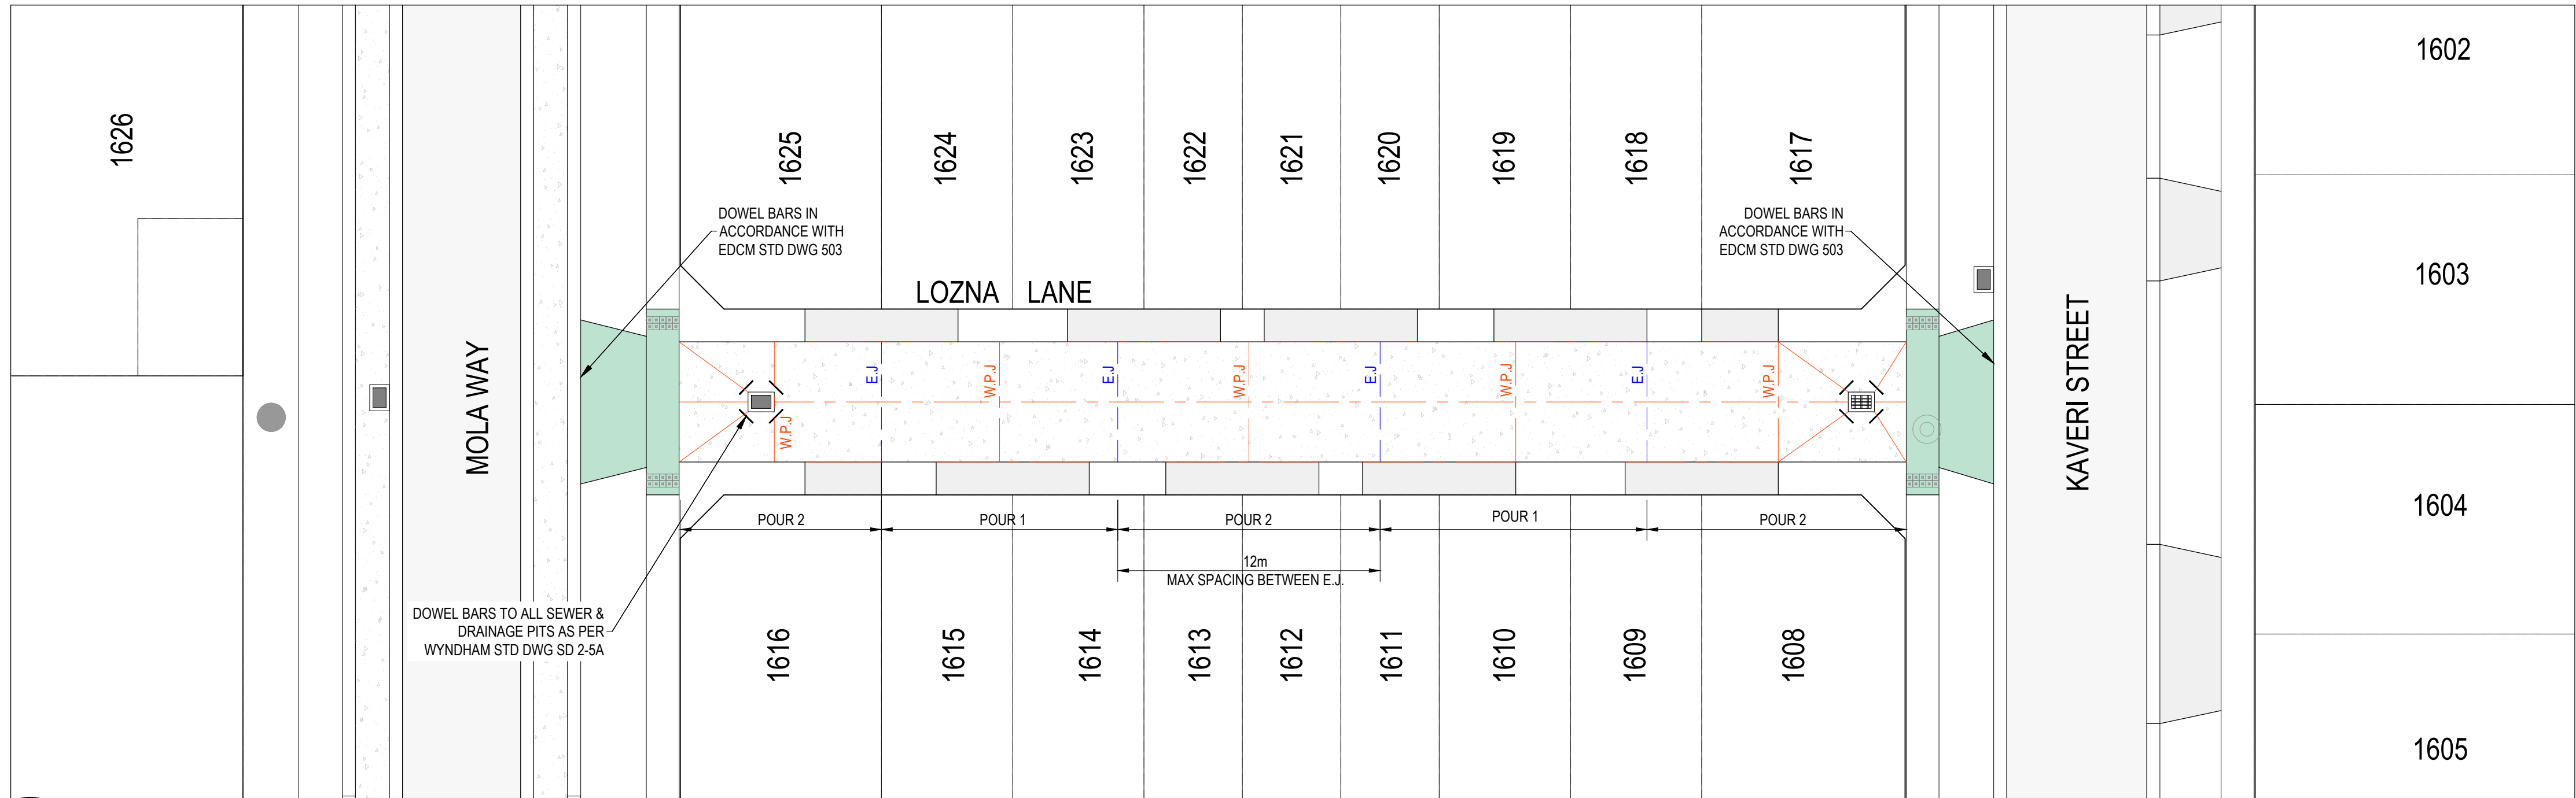 1602
1626
1625
1624
1623
1622
1621
1620
1619
1618
1617
DOWEL BARS IN
ACCORDANCE WITH
EDCM STD DWG 503
DOWEL BARS IN
ACCORDANCE WITH
EDCM STD DWG 503
1603
LOZNA LANE
MOLA WAY
KAVERI STREET
E.J
W.P.J
E.J
W.P.J
E.J
W.P.J
E.J
W.P.J
W.P.J
1604
POUR 2
POUR 1
POUR 2
POUR 1
POUR 2
12m
MAX SPACING BETWEEN E.J.
DOWEL BARS TO ALL SEWER &
DRAINAGE PITS AS PER
WYNDHAM STD DWG SD 2-5A
1616
1615
1614
1613
1612
1611
1610
1609
1608
1605